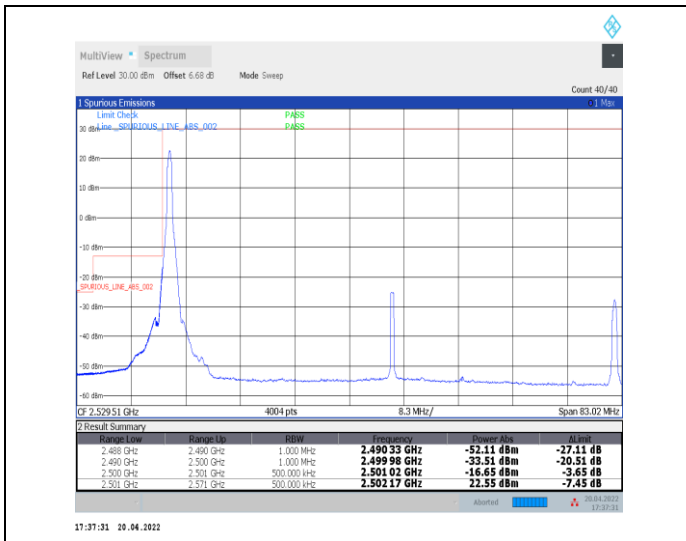 MultiView Spectrum
Ref Level 30.00 dBm Offset 6.68 dB Mode Sweep
Count 40/40
1 Spurious Emissions 1 Max
Limit Check PASS
Line _SPURIOUS_LINE_ABS_002 PASS
30 dBm
20 dBm
10 dBm
0 dBm
-10 dBm
-20 dBm
_SPURIOUS_LINE_ABS_002
-30 dBm
-40 dBm
-50 dBm
-60 dBm
CF 2.529 51 GHz 4004 pts 8.3 MHz/ Span 83.02 MHz
2 Result Summary
Range Low Range Up RBW Frequency Power Abs ΔLimit
2.488 GHz 2.490 GHz 1.000 MHz 2.490 33 GHz -52.11 dBm -27.11 dB
2.490 GHz 2.500 GHz 1.000 MHz 2.499 98 GHz -33.51 dBm -20.51 dB
2.500 GHz 2.501 GHz 500.000 kHz 2.501 02 GHz -16.65 dBm -3.65 dB
2.501 GHz 2.571 GHz 500.000 kHz 2.502 17 GHz 22.55 dBm -7.45 dB
Aborted 20.04.2022
17:37:31
17:37:31 20.04.2022